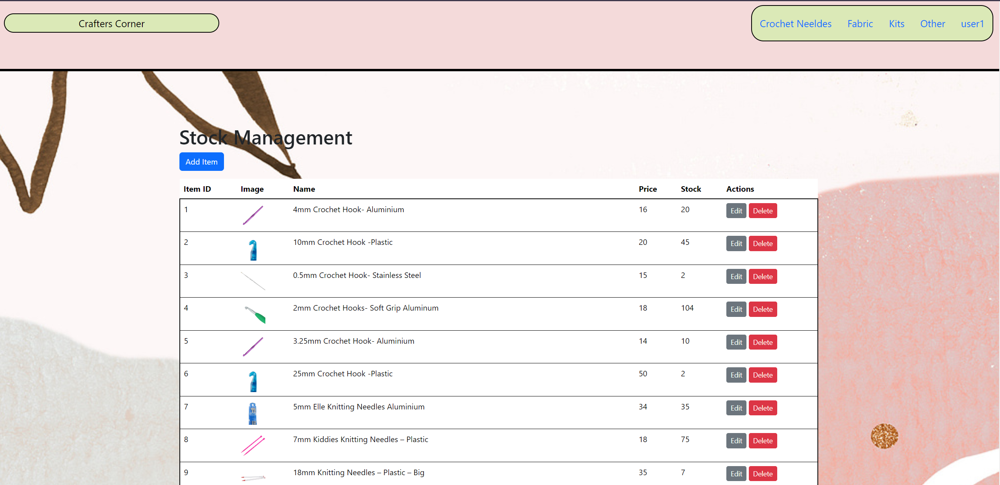 Crafters Corner
Crochet Neeldes Fabric Kits Other user1
Stock Management
Add Item
Item ID Image Name Price Stock Actions
1 4mm Crochet Hook- Aluminium 16 20 Edit Delete
2 10mm Crochet Hook -Plastic 20 45 Edit Delete
3 0.5mm Crochet Hook- Stainless Steel 15 2 Edit Delete
4 2mm Crochet Hooks- Soft Grip Aluminum 18 104 Edit Delete
5 3.25mm Crochet Hook- Aluminium 14 10 Edit Delete
6 25mm Crochet Hook -Plastic 50 2 Edit Delete
7 5mm Elle Knitting Needles Aluminium 34 35 Edit Delete
8 7mm Kiddies Knitting Needles – Plastic 18 75 Edit Delete
9 18mm Knitting Needles – Plastic – Big 35 7 Edit Delete